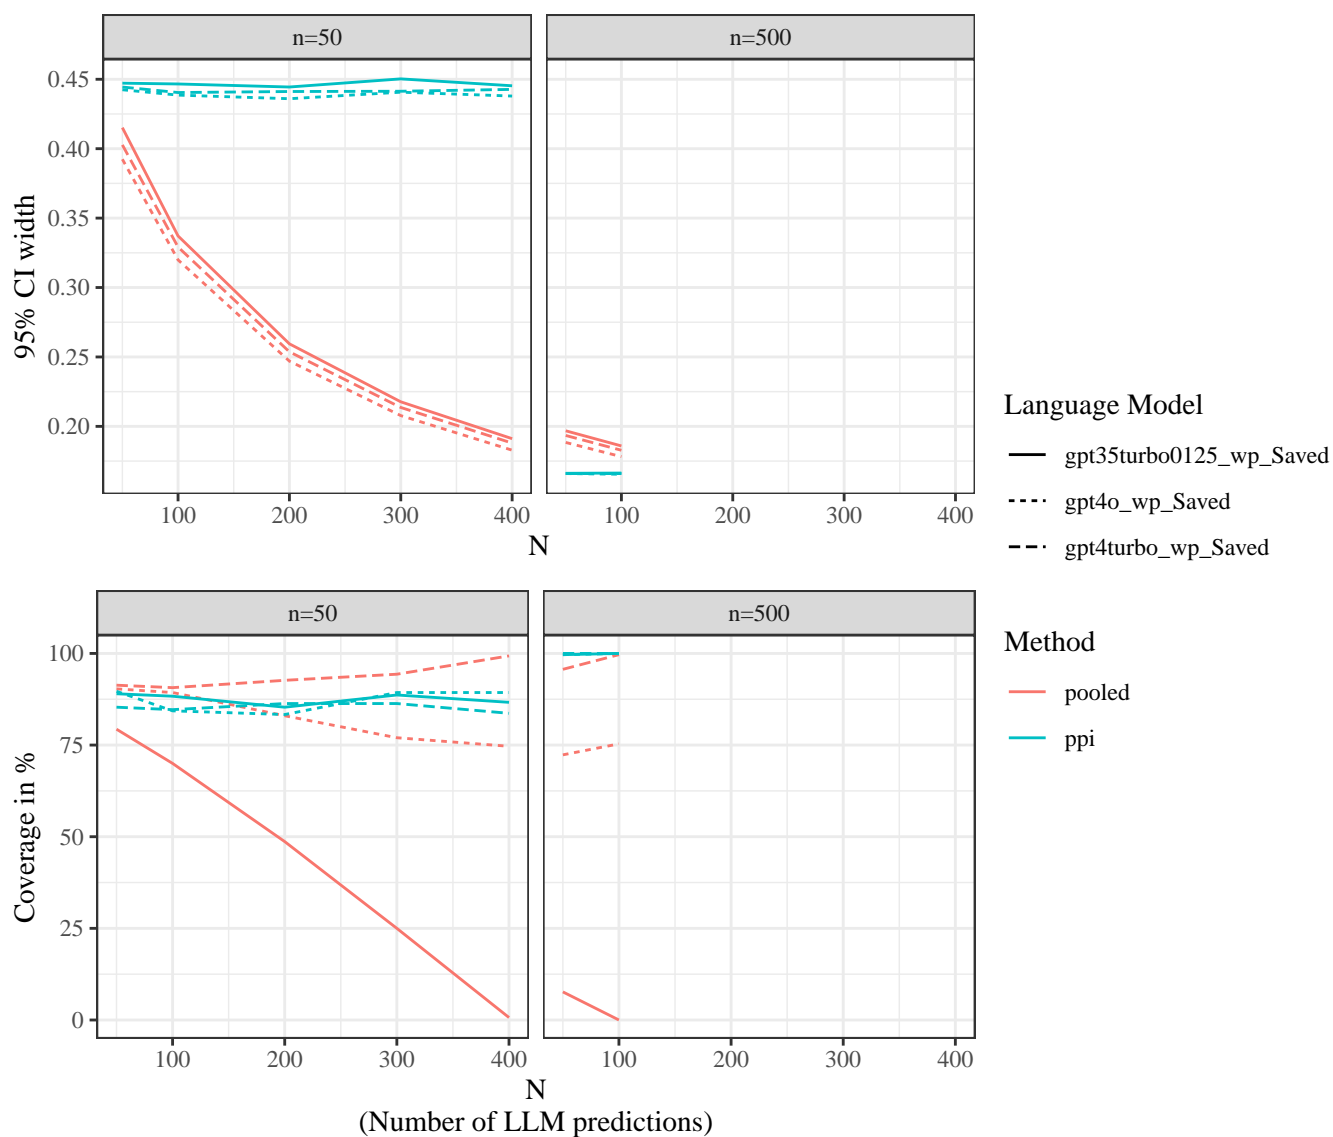 n=50
n=500
95% CI width
0.45
0.40
0.35
0.30
0.25
0.20
100
200
300
400
100
200
300
400
N
n=50
n=500
Coverage in %
100
75
50
25
0
100
200
300
400
100
200
300
400
N
(Number of LLM predictions)
Language Model
gpt35turbo0125_wp_Saved
gpt4o_wp_Saved
gpt4turbo_wp_Saved
Method
pooled
ppi